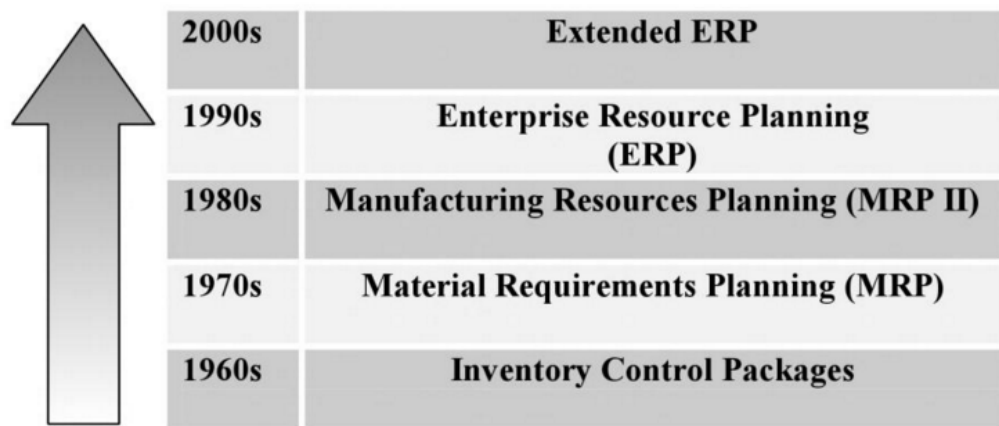 2000s Extended ERP
1990s Enterprise Resource Planning
(ERP)
1980s Manufacturing Resources Planning (MRP II)
1970s Material Requirements Planning (MRP)
1960s Inventory Control Packages